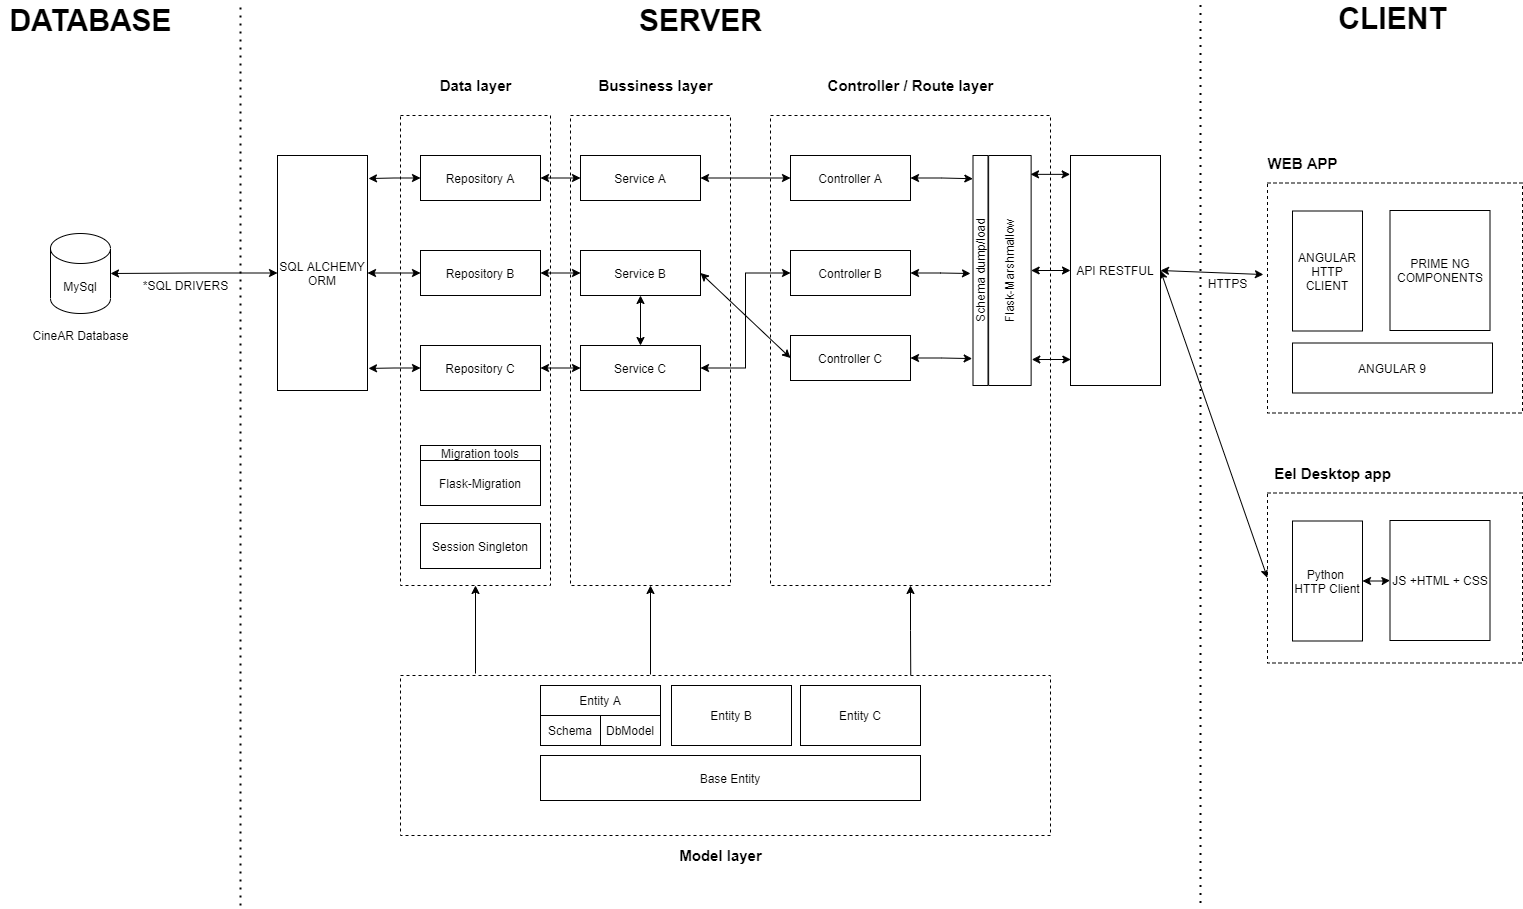 DATABASE
SERVER
CLIENT
Data layer
Bussiness layer
Controller / Route layer
WEB APP
Repository A
Service A
Controller A
SQL ALCHEMY
ORM
Repository B
Service B
Controller B
Schema dump/load
Flask-Marshmallow
API RESTFUL
HTTPS
ANGULAR
HTTP
CLIENT
PRIME NG
COMPONENTS
MySql
*SQL DRIVERS
CineAR Database
Repository C
Service C
Controller C
ANGULAR 9
Migration tools
Flask-Migration
Session Singleton
Eel Desktop app
Python
HTTP Client
JS +HTML + CSS
Entity A
Schema
DbModel
Entity B
Entity C
Base Entity
Model layer